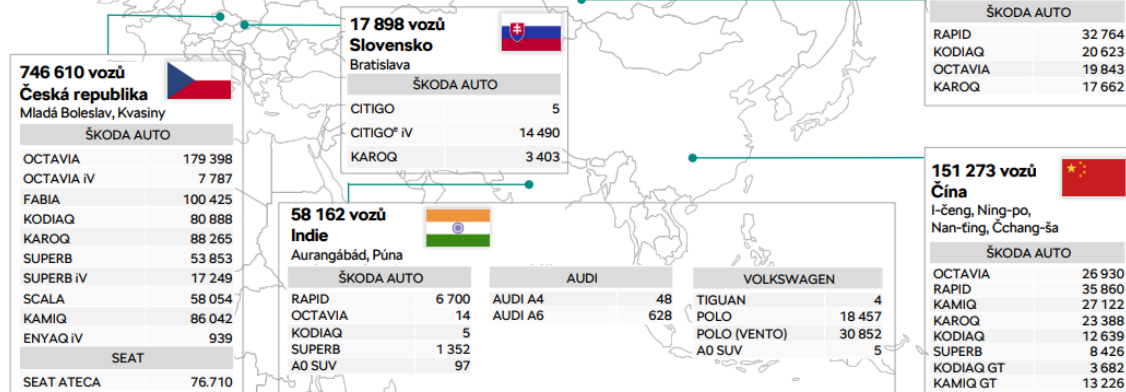 746 610 vozů
Česká republika
Mladá Boleslav, Kvasiny
ŠKODA AUTO
OCTAVIA 179 398
OCTAVIA iV 7 787
FABIA 100 425
KODIAQ 80 888
KAROQ 88 265
SUPERB 53 853
SUPERB iV 17 249
SCALA 58 054
KAMIQ 86 042
ENYAQ iV 939
SEAT
SEAT ATECA 76.710
17 898 vozů
Slovensko
Bratislava
ŠKODA AUTO
CITIGO 5
CITIGOᵉ iV 14 490
KAROQ 3 403
58 162 vozů
Indie
Aurangábád, Púna
ŠKODA AUTO
RAPID 6 700
OCTAVIA 14
KODIAQ 5
SUPERB 1 352
A0 SUV 97
AUDI
AUDI A4 48
AUDI A6 628
VOLKSWAGEN
TIGUAN 4
POLO 18 457
POLO (VENTO) 30 852
A0 SUV 5
ŠKODA AUTO
RAPID 32 764
KODIAQ 20 623
OCTAVIA 19 843
KAROQ 17 662
151 273 vozů
Čína
I-čeng, Ning-po,
Nan-ťing, Čchang-ša
ŠKODA AUTO
OCTAVIA 26 930
RAPID 35 860
KAMIQ 27 122
KAROQ 23 388
KODIAQ 12 639
SUPERB 8 426
KODIAQ GT 3 682
KAMIQ GT 13 226